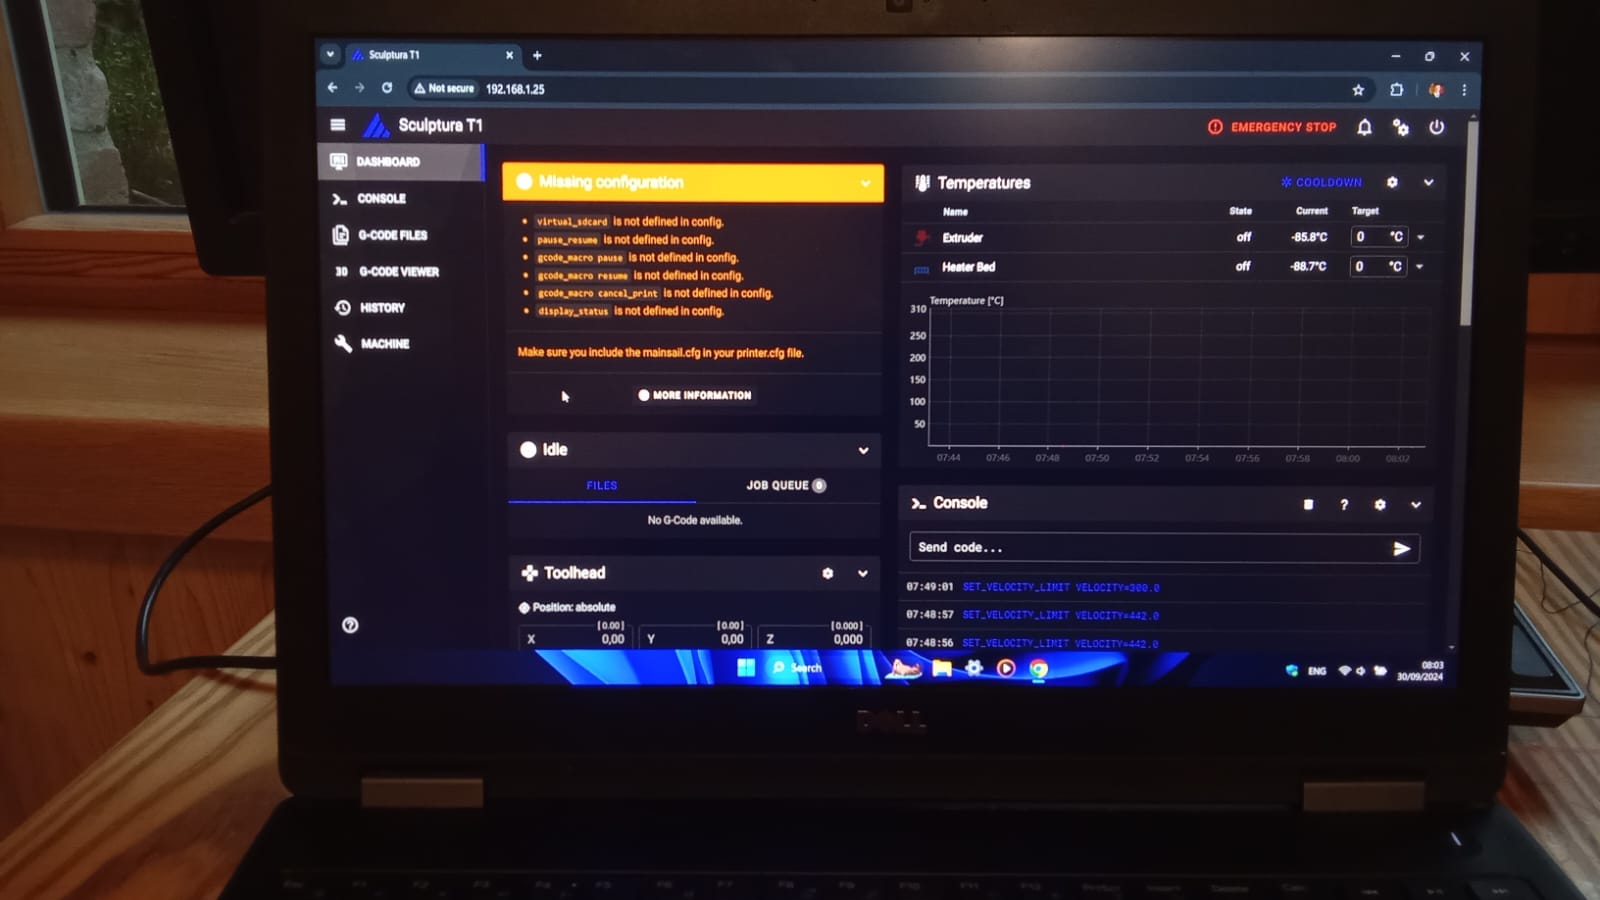 Sculptura T1
Not secure 192.168.1.25
Sculptura T1
EMERGENCY STOP
DASHBOARD
CONSOLE
G-CODE FILES
3D G-CODE VIEWER
HISTORY
MACHINE
Missing configuration
virtual_sdcard is not defined in config.
pause_resume is not defined in config.
gcode_macro pause is not defined in config.
gcode_macro resume is not defined in config.
gcode_macro cancel_print is not defined in config.
display_status is not defined in config.
Make sure you include the mainsail.cfg in your printer.cfg file.
MORE INFORMATION
Idle
FILES JOB QUEUE 0
No G-Code available.
Toolhead
Position: absolute
[0.00] [0.00] [0.000]
X 0,00 Y 0,00 Z 0,000
Temperatures COOLDOWN
Name State Current Target
Extruder off -85.8°C 0 °C
Heater Bed off -88.7°C 0 °C
Temperature [°C]
310
250
200
150
100
50
07:44 07:46 07:48 07:50 07:52 07:54 07:56 07:58 08:00 08:02
Console
Send code...
07:49:01 SET_VELOCITY_LIMIT VELOCITY=300.0
07:48:57 SET_VELOCITY_LIMIT VELOCITY=442.0
07:48:56 SET_VELOCITY_LIMIT VELOCITY=442.0
Search
ENG
08:03
30/09/2024
DELL